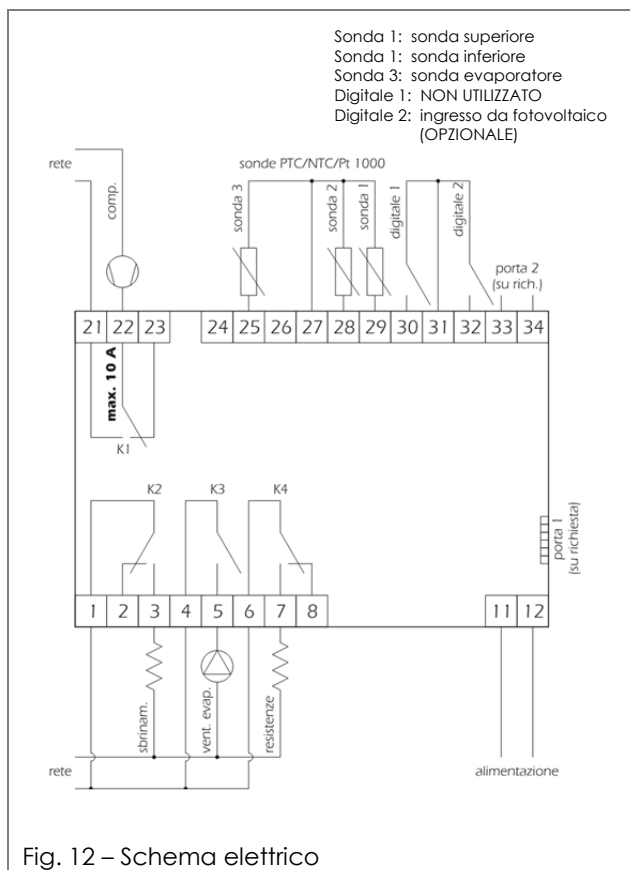 Sonda 1: sonda superiore
Sonda 1: sonda inferiore
Sonda 3: sonda evaporatore
Digitale 1: NON UTILIZZATO
Digitale 2: ingresso da fotovoltaico
(OPZIONALE)
rete
comp.
sonde PTC/NTC/Pt 1000
sonda 3
sonda 2
sonda 1
digitale 1
digitale 2
porta 2
(su rich.)
21 22 23 24 25 26 27 28 29 30 31 32 33 34
max. 10 A
K1
K2 K3 K4
porta 1
(su richiesta)
1 2 3 4 5 6 7 8 11 12
sbrinam.
vent. evap.
resistenze
rete
alimentazione
Fig. 12 – Schema elettrico